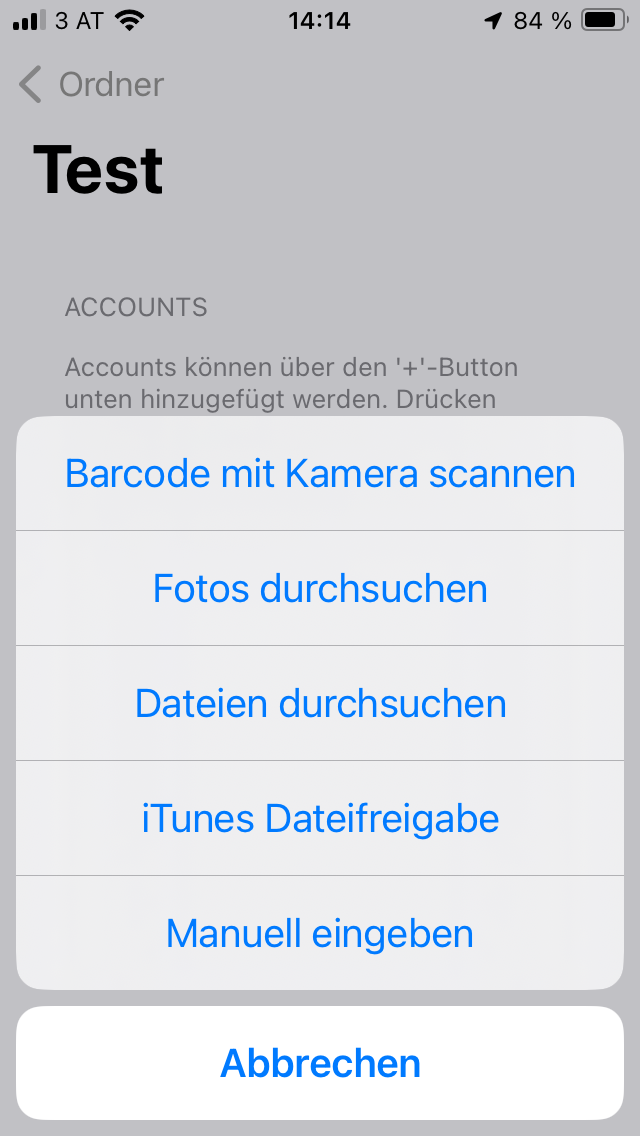 3 AT 14:14 84 %
Ordner
Test
ACCOUNTS
Accounts können über den '+'-Button
unten hinzugefügt werden. Drücken
Barcode mit Kamera scannen
Fotos durchsuchen
Dateien durchsuchen
iTunes Dateifreigabe
Manuell eingeben
Abbrechen